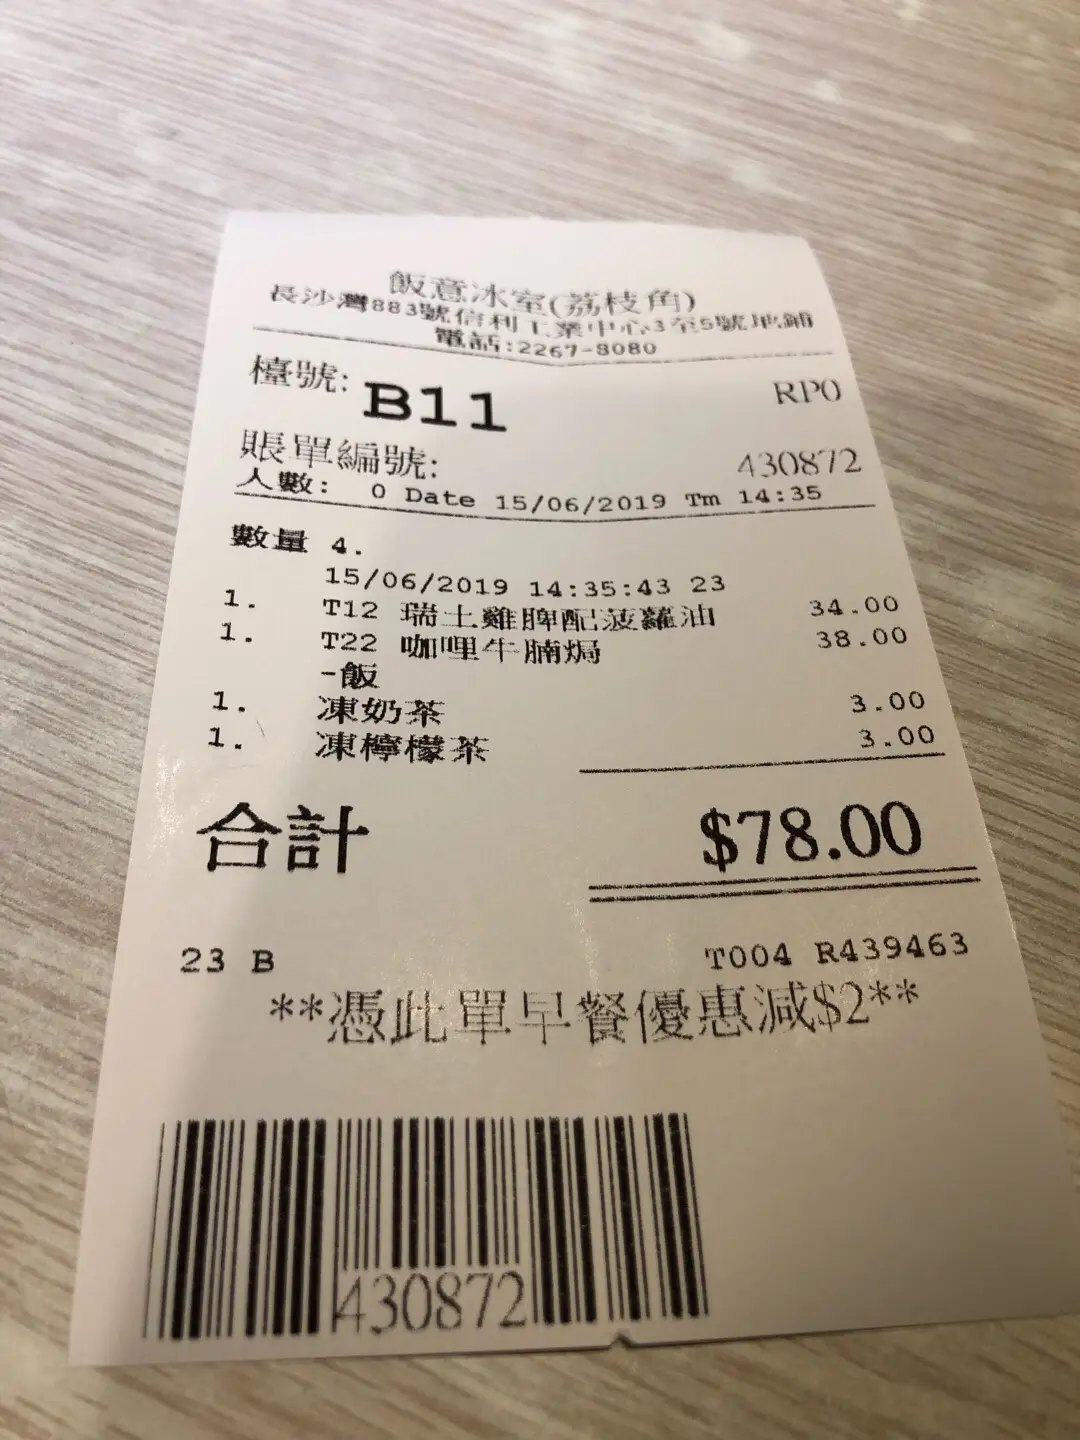 飯意冰室(荔枝角)
長沙灣883號信利工業中心3至5號地鋪
電話:2267-8080
檯號: B11 RP0
賬單編號: 430872
人數: 0 Date 15/06/2019 Tm 14:35
數量 4.
15/06/2019 14:35:43 23
1. T12 瑞士雞脾配菠蘿油 34.00
1. T22 咖哩牛腩焗 38.00
-飯
1. 凍奶茶 3.00
1. 凍檸檬茶 3.00
合計 $78.00
23 B T004 R439463
**憑此單早餐優惠減$2**
430872